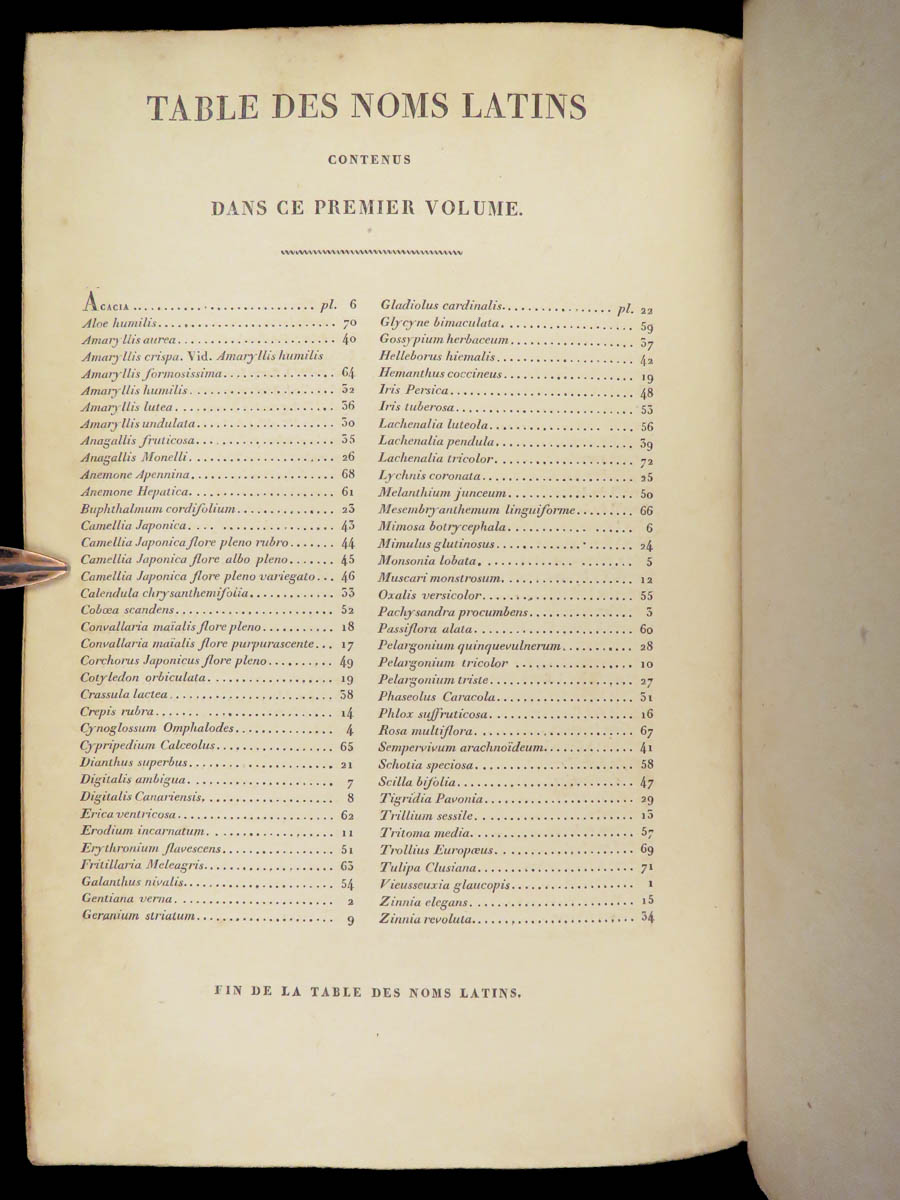 TABLE DES NOMS LATINS
CONTENUS
DANS CE PREMIER VOLUME.
Acacia .............................. pl. 6
Aloe humilis.......................... 70
Amaryllis aurea....................... 40
Amaryllis crispa. Vid. Amaryllis humilis
Amaryllis formosissima................ 64
Amaryllis humilis..................... 32
Amaryllis lutea....................... 36
Amaryllis undulata.................... 30
Anagallis fruticosa................... 35
Anagallis Monelli..................... 26
Anemone Apennina...................... 68
Anemone Hepatica...................... 61
Buphthalmum cordifolium............... 23
Camellia Japonica..................... 43
Camellia Japonica flore pleno rubro....... 44
Camellia Japonica flore albo pleno....... 45
Camellia Japonica flore pleno variegato... 46
Calendula chrysanthemifolia............ 33
Cobœa scandens........................ 52
Convallaria maïalis flore pleno........... 18
Convallaria maïalis flore purpurascente... 17
Corchorus Japonicus flore pleno.......... 49
Cotyledon orbiculata................... 19
Crassula lactea........................ 38
Crepis rubra........................... 14
Cynoglossum Omphalodes............... 4
Cypripedium Calceolus................. 65
Dianthus superbus..................... 21
Digitalis ambigua...................... 7
Digitalis Canariensis................... 8
Erica ventricosa....................... 62
Erodium incarnatum................... 11
Erythronium flavescens................ 51
Fritillaria Meleagris................... 63
Galanthus nivalis...................... 54
Gentiana verna........................ 2
Geranium striatum.................... 9
Gladiolus cardinalis................ pl. 22
Glycyne bimaculata.................... 59
Gossypium herbaceum.................. 37
Helleborus hiemalis.................... 42
Hemanthus coccineus................... 19
Iris Persica........................... 48
Iris tuberosa.......................... 53
Lachenalia luteola..................... 56
Lachenalia pendula.................... 39
Lachenalia tricolor.................... 72
Lychnis coronata...................... 25
Melanthium junceum.................. 50
Mesembryanthemum linguiforme......... 66
Mimosa botrycephala................... 6
Mimulus glutinosus.................... 24
Monsonia lobata....................... 5
Muscari monstrosum................... 12
Oxalis versicolor...................... 55
Pachysandra procumbens............... 3
Passiflora alata....................... 60
Pelargonium quinquevulnerum.......... 28
Pelargonium tricolor .................. 10
Pelargonium triste..................... 27
Phaseolus Caracola.................... 31
Phlox suffruticosa..................... 16
Rosa multiflora........................ 67
Sempervivum arachnoïdeum............. 41
Schotia speciosa....................... 58
Scilla bifolia.......................... 47
Tigridia Pavonia....................... 29
Trillium sessile........................ 13
Tritoma media......................... 57
Trollius Europæus..................... 69
Tulipa Clusiana........................ 71
Vieusseuxia glaucopis.................. 1
Zinnia elegans......................... 15
Zinnia revoluta........................ 34
FIN DE LA TABLE DES NOMS LATINS.